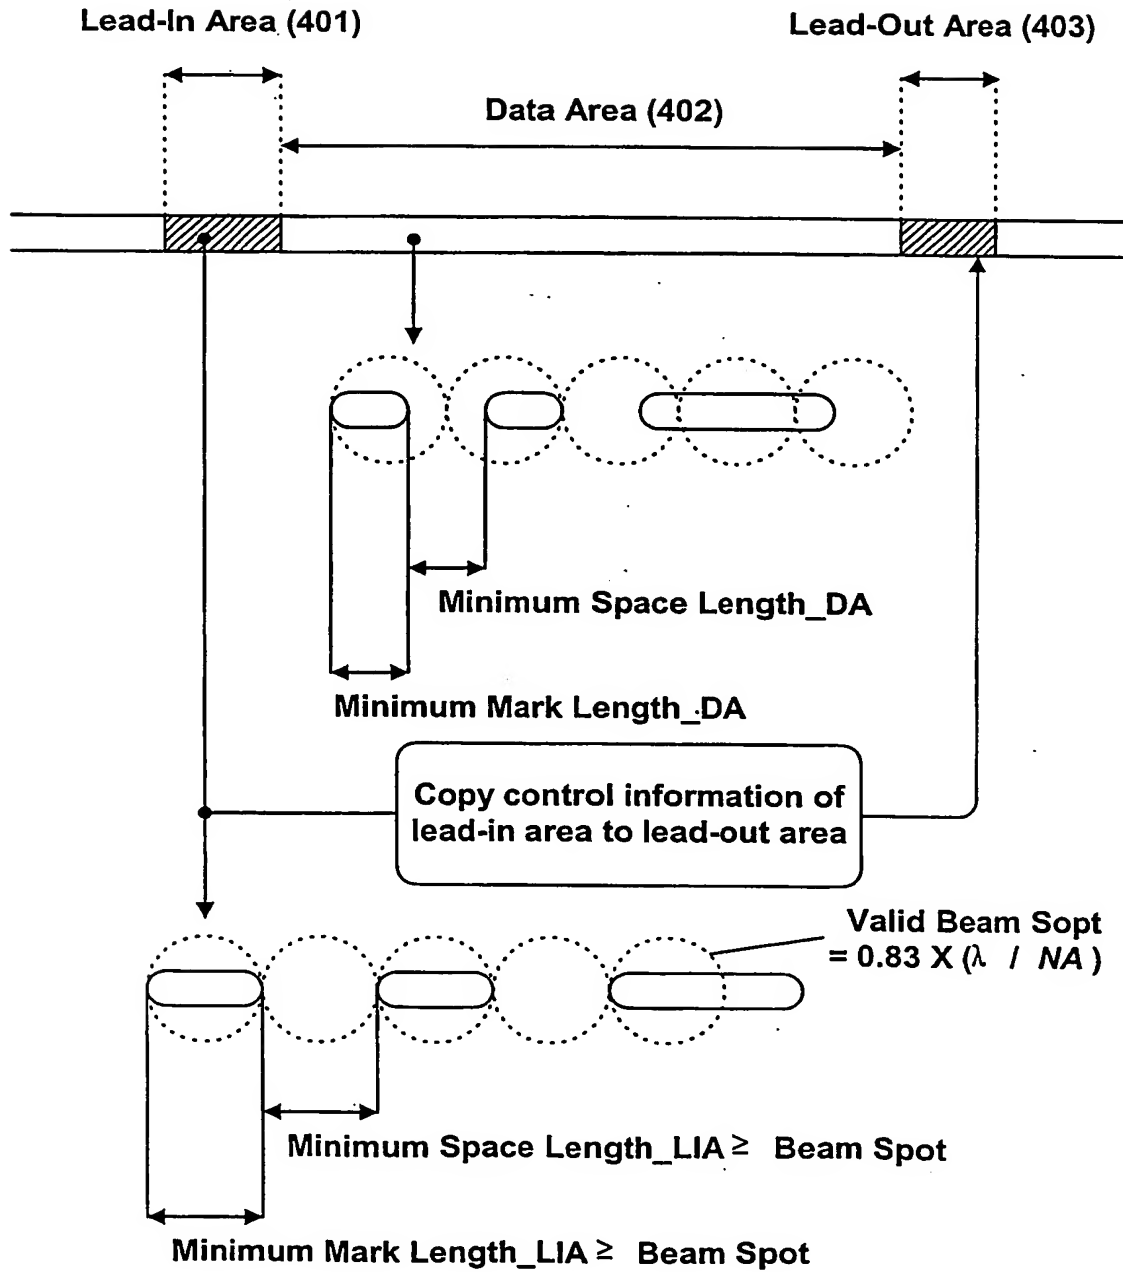 Lead-In Area (401)
Lead-Out Area (403)
Data Area (402)
Minimum Space Length_DA
Minimum Mark Length_DA
Copy control information of
lead-in area to lead-out area
Valid Beam Sopt
= 0.83 X (λ / NA)
Minimum Space Length_LIA ≥ Beam Spot
Minimum Mark Length_LIA ≥ Beam Spot